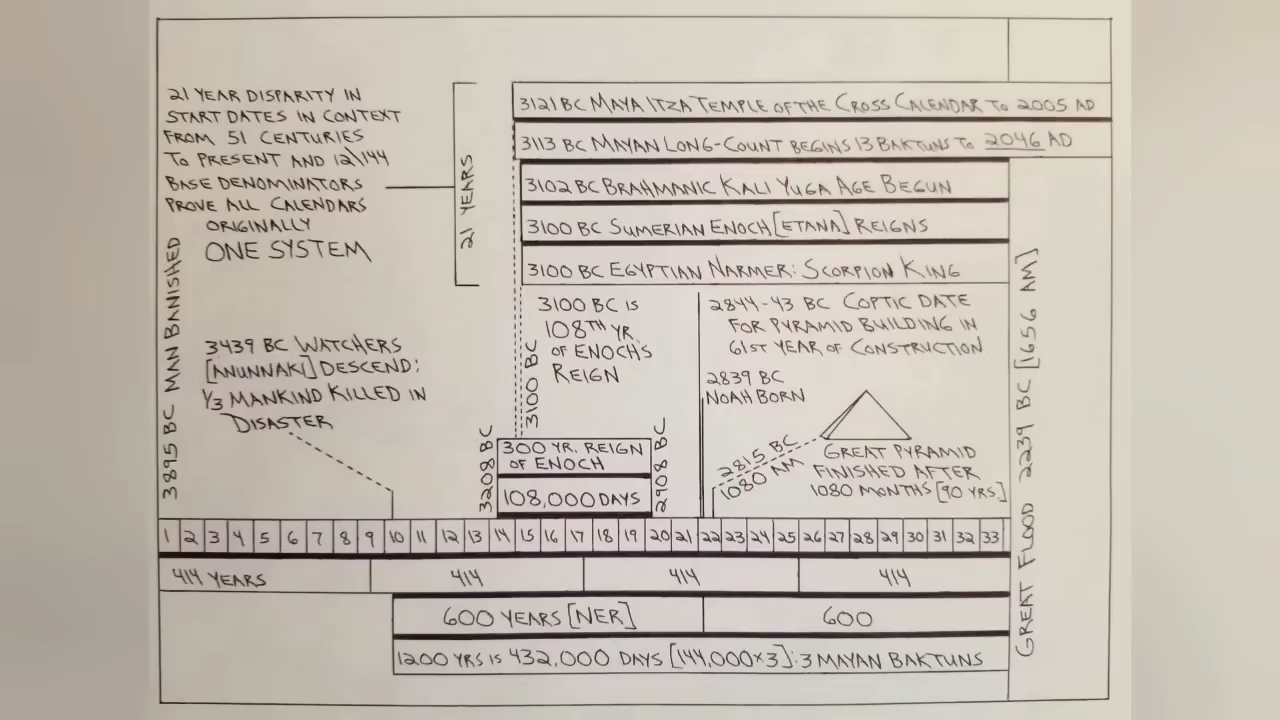 21 YEAR DISPARITY IN
START DATES IN CONTEXT
FROM 51 CENTURIES
TO PRESENT AND 12\144
BASE DENOMINATORS
PROVE ALL CALENDARS
ORIGINALLY
ONE SYSTEM
21 YEARS
3121 BC MAYA ITZA TEMPLE OF THE CROSS CALENDAR TO 2005 AD
3113 BC MAYAN LONG-COUNT BEGINS 13 BAKTUNS TO 2046 AD
3102 BC BRAHMANIC KALI YUGA AGE BEGUN
3100 BC SUMERIAN ENOCH [ETANA] REIGNS
3100 BC EGYPTIAN NARMER: SCORPION KING
3895 BC MAN BANISHED
3439 BC WATCHERS
[ANUNNAKI] DESCEND:
1/3 MANKIND KILLED IN
DISASTER
3100 BC
3100 BC IS
108TH YR.
OF ENOCH'S
REIGN
2844-43 BC COPTIC DATE
FOR PYRAMID BUILDING IN
61ST YEAR OF CONSTRUCTION
2839 BC
NOAH BORN
3208 BC
300 YR. REIGN
OF ENOCH
108,000 DAYS
2908 BC
2815 BC
1080 AM
GREAT PYRAMID
FINISHED AFTER
1080 MONTHS [90 YRS.]
GREAT FLOOD 2239 BC [1656 AM]
1 2 3 4 5 6 7 8 9 10 11 12 13 14 15 16 17 18 19 20 21 22 23 24 25 26 27 28 29 30 31 32 33
414 YEARS 414 414 414
600 YEARS [NER] 600
1200 YRS IS 432,000 DAYS [144,000×3]: 3 MAYAN BAKTUNS